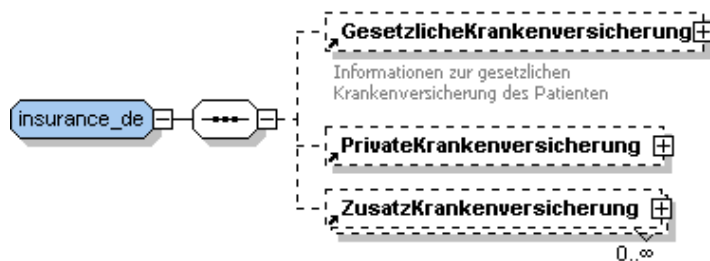 GesetzlicheKrankenversicherung
Informationen zur gesetzlichen
Krankenversicherung des Patienten
insurance_de
PrivateKrankenversicherung
ZusatzKrankenversicherung
0..∞